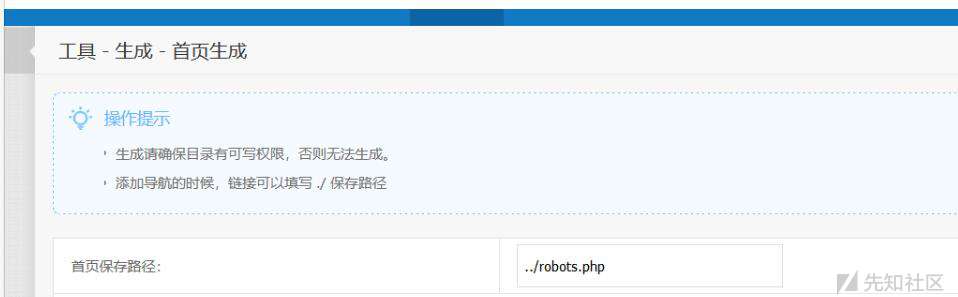 工具 - 生成 - 首页生成
操作提示
生成请确保目录有可写权限，否则无法生成。
添加导航的时候，链接可以填写 ./ 保存路径
首页保存路径：
../robots.php
先知社区